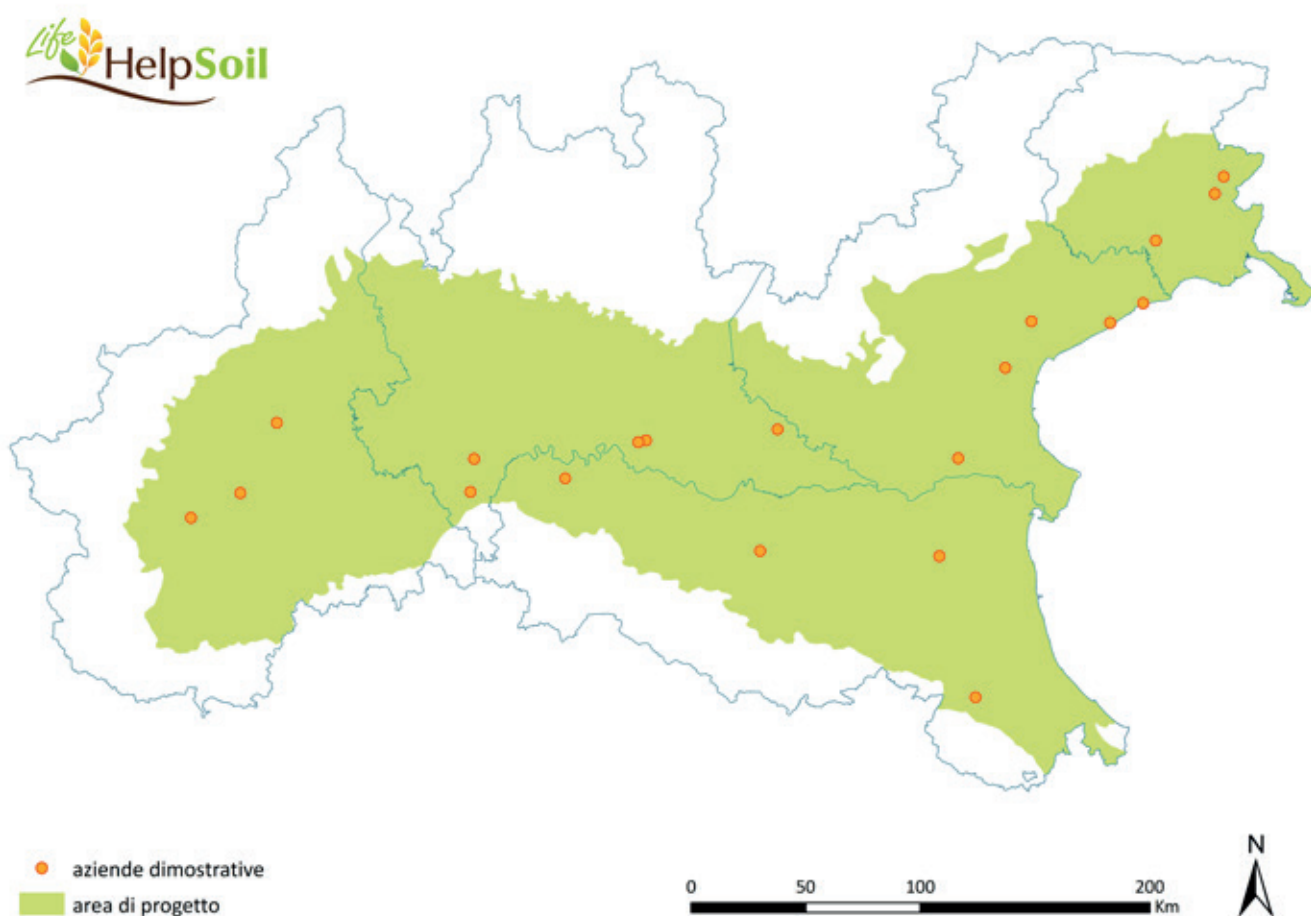 Life
HelpSoil
aziende dimostrative
area di progetto
0 50 100 200
Km
N